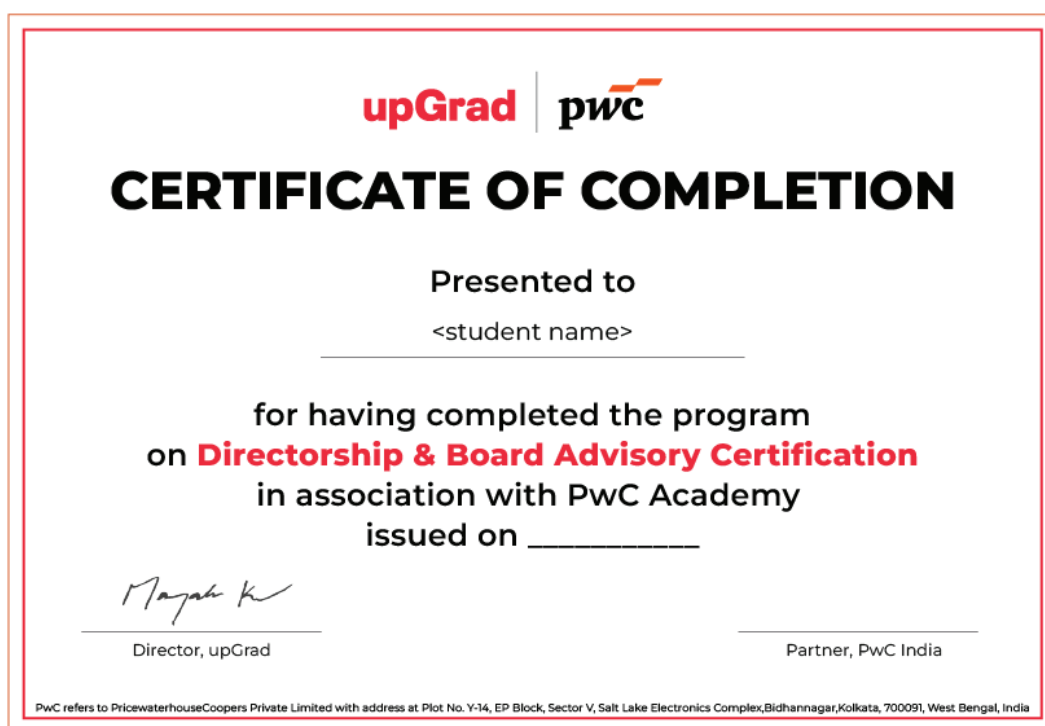 upGrad pwc
CERTIFICATE OF COMPLETION
Presented to
<student name>
for having completed the program
on Directorship & Board Advisory Certification
in association with PwC Academy
issued on ___________
Director, upGrad
Partner, PwC India
PwC refers to PricewaterhouseCoopers Private Limited with address at Plot No. Y-14, EP Block, Sector V, Salt Lake Electronics Complex,Bidhannagar,Kolkata, 700091, West Bengal, India